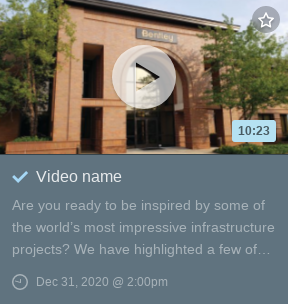 Bentley
10:23
Video name
Are you ready to be inspired by some of
the world's most impressive infrastructure
projects? We have highlighted a few of…
Dec 31, 2020 @ 2:00pm